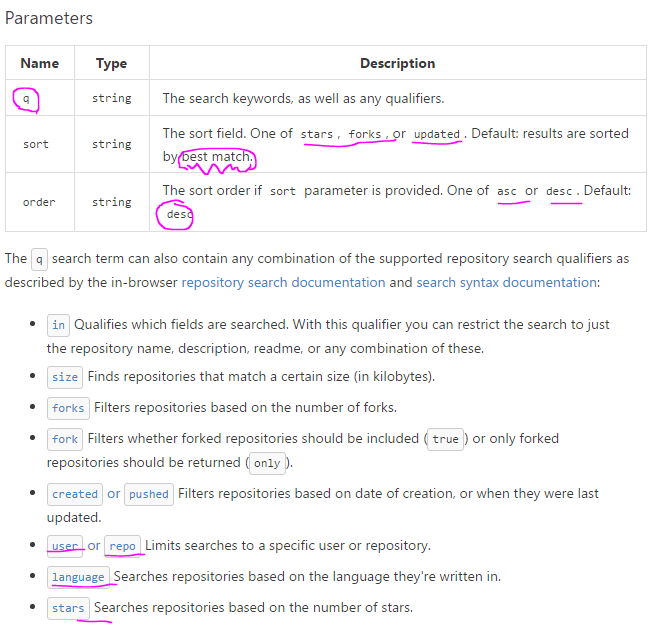 Parameters
Name Type Description
q string The search keywords, as well as any qualifiers.
sort string The sort field. One of stars, forks, or updated. Default: results are sorted
by best match.
order string The sort order if sort parameter is provided. One of asc or desc. Default:
desc
The q search term can also contain any combination of the supported repository search qualifiers as
described by the in-browser repository search documentation and search syntax documentation:
• in Qualifies which fields are searched. With this qualifier you can restrict the search to just
the repository name, description, readme, or any combination of these.
• size Finds repositories that match a certain size (in kilobytes).
• forks Filters repositories based on the number of forks.
• fork Filters whether forked repositories should be included (true) or only forked
repositories should be returned (only).
• created or pushed Filters repositories based on date of creation, or when they were last
updated.
• user or repo Limits searches to a specific user or repository.
• language Searches repositories based on the language they're written in.
• stars Searches repositories based on the number of stars.